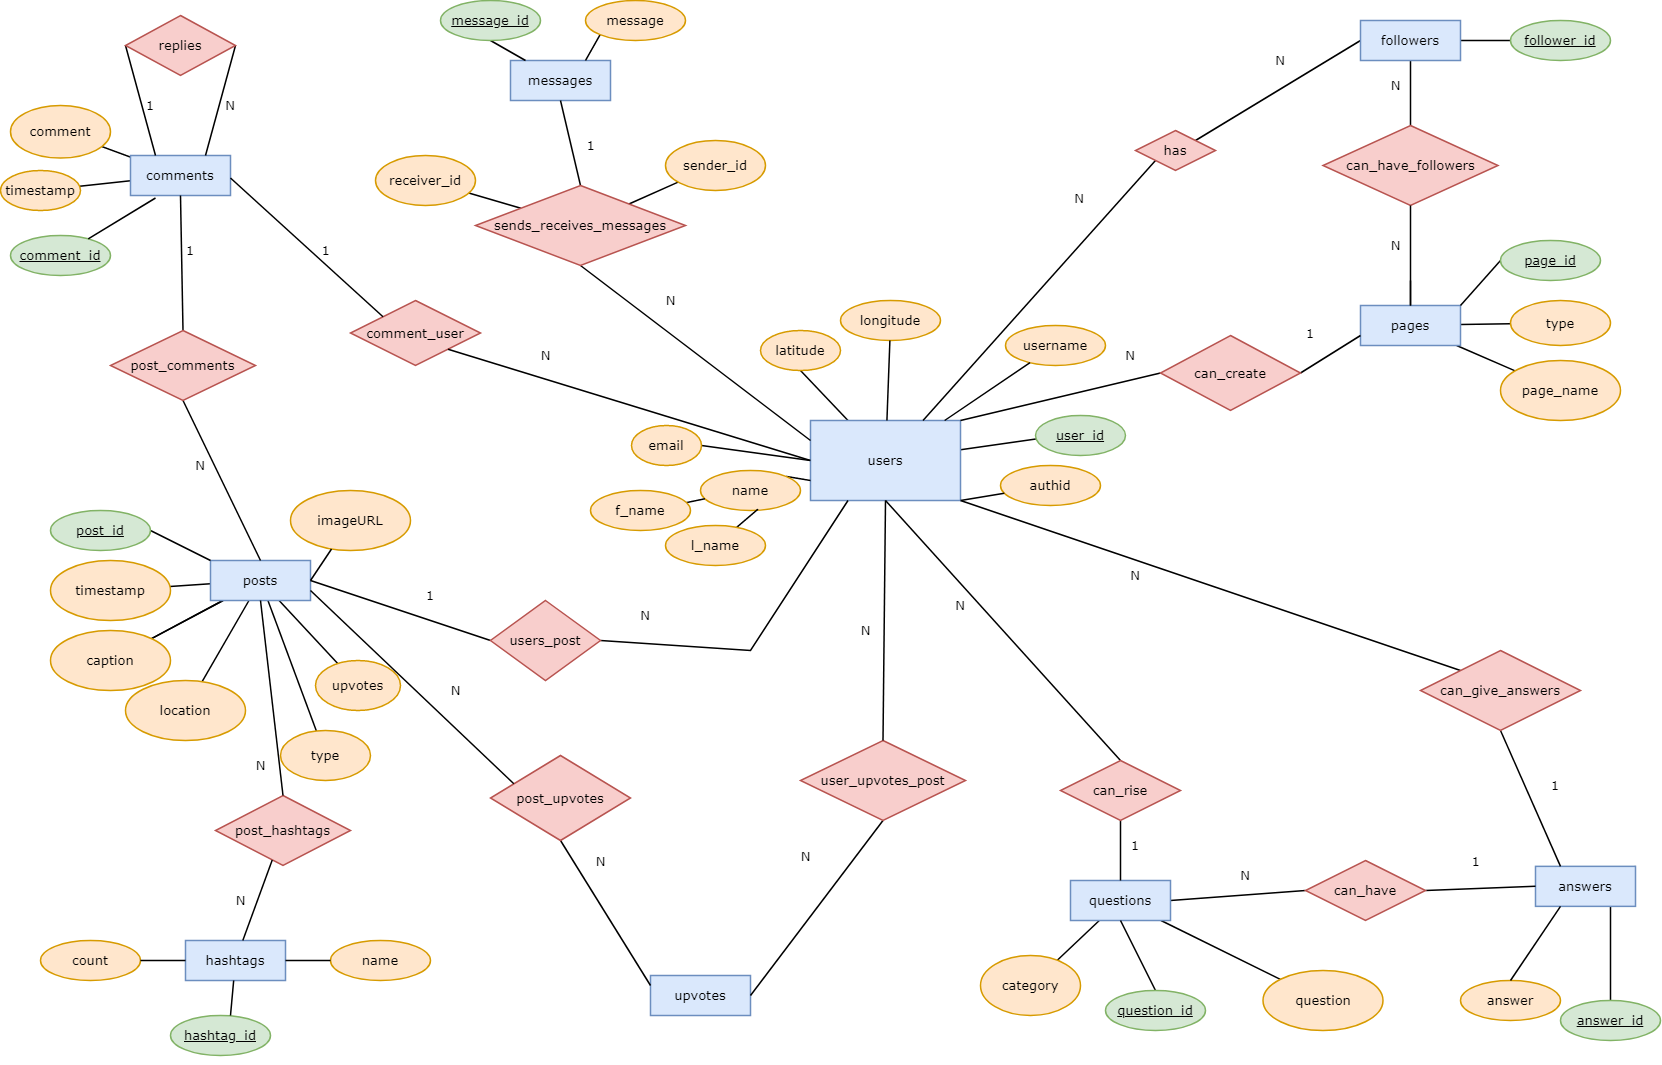 message_id
message
followers
follower_id
replies
N
messages
N
1
N
comment
1
has
can_have_followers
sender_id
comments
receiver_id
timestamp
N
sends_receives_messages
N
1
1
comment_id
page_id
N
longitude
type
pages
comment_user
1
username
latitude
N
N
post_comments
can_create
page_name
user_id
email
users
N
authid
name
f_name
imageURL
post_id
l_name
posts
N
timestamp
1
N
N
N
users_post
caption
upvotes
N
can_give_answers
location
type
N
user_upvotes_post
1
can_rise
post_upvotes
post_hashtags
1
N
N
1
N
can_have
answers
N
questions
count
hashtags
name
category
upvotes
question
answer
question_id
answer_id
hashtag_id